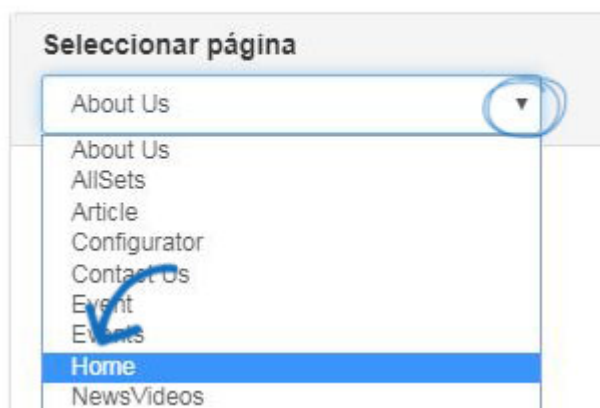 Seleccionar página
About Us
About Us
AllSets
Article
Configurator
Contact Us
Event
Events
Home
NewsVideos